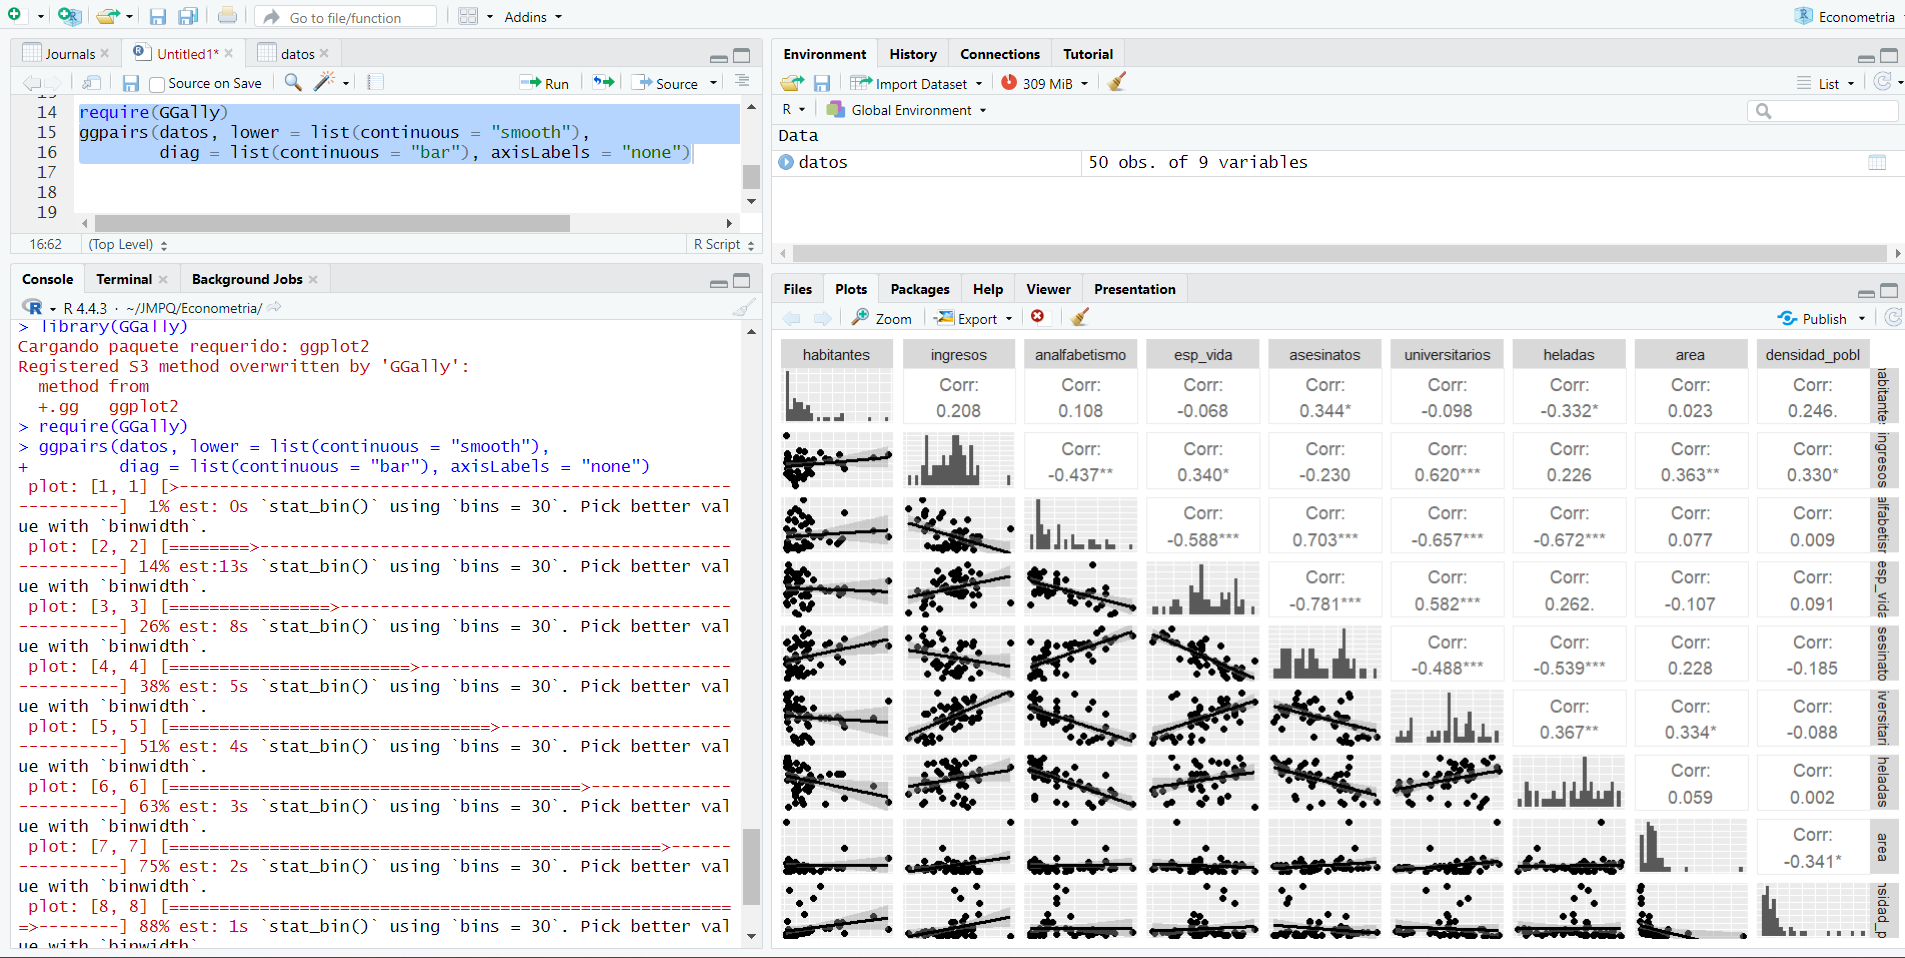 Go to file/function
Addins
Econometria
Journals
Untitled1*
datos
Source on Save
Run
Source
14 require(GGally)
15 ggpairs(datos, lower = list(continuous = "smooth"),
16 diag = list(continuous = "bar"), axisLabels = "none")
17
18
19
16:62 (Top Level) R Script
Console Terminal Background Jobs
R 4.4.3 · ~/JMPQ/Econometria/
> library(GGally)
Cargando paquete requerido: ggplot2
Registered S3 method overwritten by 'GGally':
method from
+.gg ggplot2
> require(GGally)
> ggpairs(datos, lower = list(continuous = "smooth"),
+ diag = list(continuous = "bar"), axisLabels = "none")
plot: [1, 1] [>-------------------------------------------------------
----------] 1% est: 0s `stat_bin()` using `bins = 30`. Pick better val
ue with `binwidth`.
plot: [2, 2] [========>-----------------------------------------------
----------] 14% est:13s `stat_bin()` using `bins = 30`. Pick better val
ue with `binwidth`.
plot: [3, 3] [================>---------------------------------------
----------] 26% est: 8s `stat_bin()` using `bins = 30`. Pick better val
ue with `binwidth`.
plot: [4, 4] [========================>-------------------------------
----------] 38% est: 5s `stat_bin()` using `bins = 30`. Pick better val
ue with `binwidth`.
plot: [5, 5] [================================>-----------------------
----------] 51% est: 4s `stat_bin()` using `bins = 30`. Pick better val
ue with `binwidth`.
plot: [6, 6] [=========================================>--------------
----------] 63% est: 3s `stat_bin()` using `bins = 30`. Pick better val
ue with `binwidth`.
plot: [7, 7] [=================================================>------
----------] 75% est: 2s `stat_bin()` using `bins = 30`. Pick better val
ue with `binwidth`.
plot: [8, 8] [========================================================
=>--------] 88% est: 1s `stat_bin()` using `bins = 30`. Pick better val
ue with `binwidth`.
Environment History Connections Tutorial
Import Dataset 309 MiB List
R Global Environment
Data
datos 50 obs. of 9 variables
Files Plots Packages Help Viewer Presentation
Zoom Export Publish
habitantes ingresos analfabetismo esp_vida asesinatos universitarios heladas area densidad_pobl
Corr: Corr: Corr: Corr: Corr: Corr: Corr: Corr:
0.208 0.108 -0.068 0.344* -0.098 -0.332* 0.023 0.246.
abitante
Corr: Corr: Corr: Corr: Corr: Corr: Corr:
-0.437** 0.340* -0.230 0.620*** 0.226 0.363** 0.330*
ingresos
Corr: Corr: Corr: Corr: Corr: Corr:
-0.588*** 0.703*** -0.657*** -0.672*** 0.077 0.009
alfabetisr
Corr: Corr: Corr: Corr: Corr:
-0.781*** 0.582*** 0.262. -0.107 0.091
esp_vida
Corr: Corr: Corr: Corr:
-0.488*** -0.539*** 0.228 -0.185
sesinato
Corr: Corr: Corr:
0.367** 0.334* -0.088
iversitari
Corr: Corr:
0.059 0.002
heladas
Corr:
-0.341*
area
nsidad_p